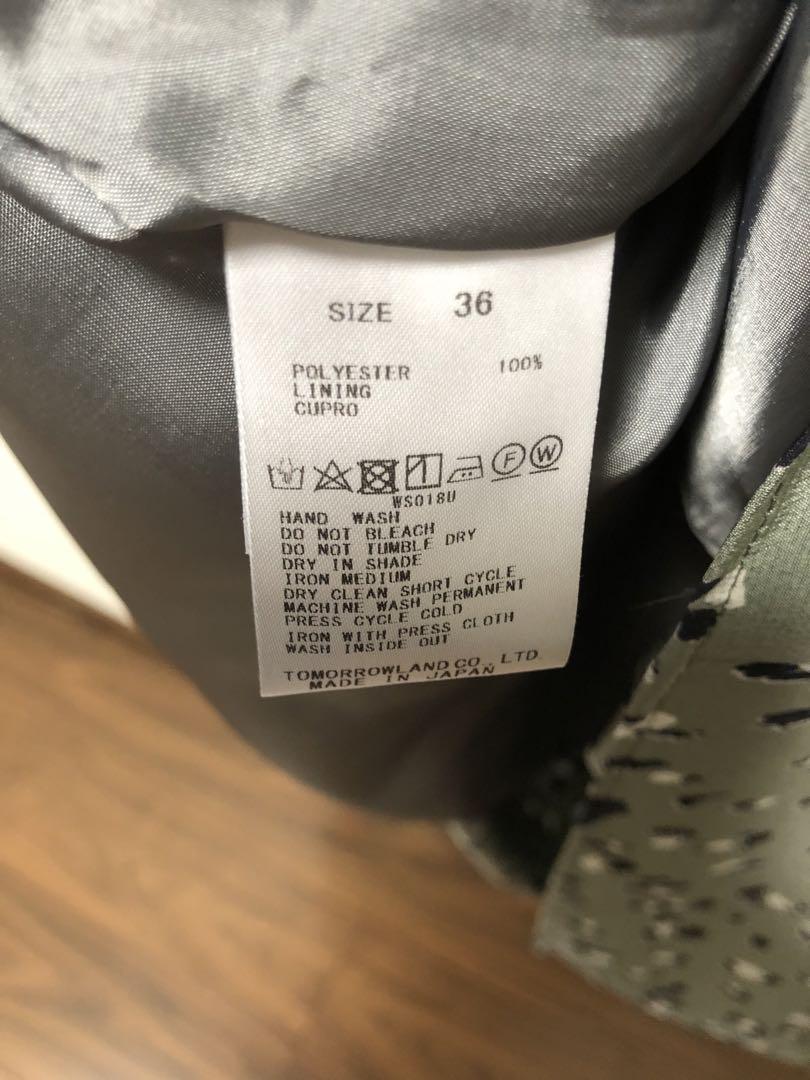 SIZE 36
POLYESTER 100%
LINING
CUPRO
F W
WS018U
HAND WASH
DO NOT BLEACH
DO NOT TUMBLE DRY
DRY IN SHADE
IRON MEDIUM
DRY CLEAN SHORT CYCLE
MACHINE WASH PERMANENT
PRESS CYCLE COLD
IRON WITH PRESS CLOTH
WASH INSIDE OUT
TOMORROWLAND CO., LTD.
MADE IN JAPAN